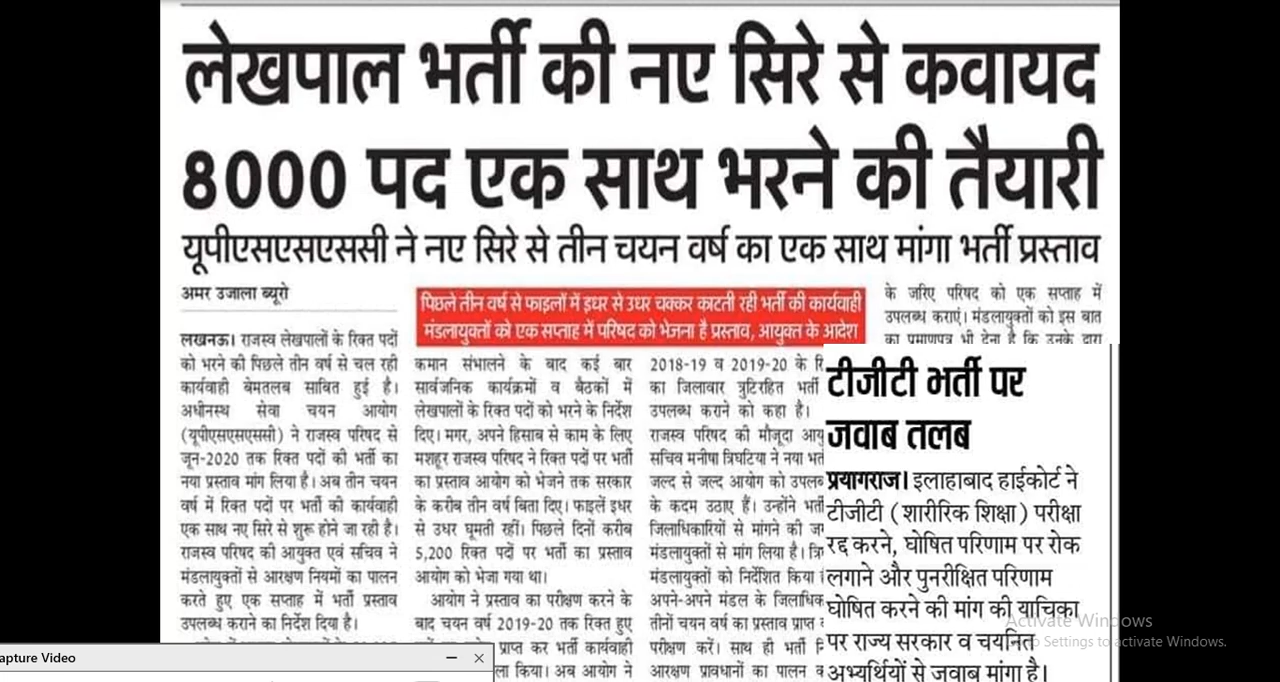 लेखपाल भर्ती की नए सिरे से कवायद
8000 पद एक साथ भरने की तैयारी
यूपीएसएसएससी ने नए सिरे से तीन चयन वर्ष का एक साथ मांगा भर्ती प्रस्ताव
अमर उजाला ब्यूरो
लखनऊ। राजस्व लेखपालों के रिक्त पदों
को भरने की पिछले तीन वर्ष से चल रही
कार्यवाही बेमतलब साबित हुई है।
अधीनस्थ सेवा चयन आयोग
(यूपीएसएसएससी) ने राजस्व परिषद से
जून-2020 तक रिक्त पदों की भर्ती का
नया प्रस्ताव मांग लिया है। अब तीन चयन
वर्ष में रिक्त पदों पर भर्ती की कार्यवाही
एक साथ नए सिरे से शुरू होने जा रही है।
राजस्व परिषद की आयुक्त एवं सचिव ने
मंडलायुक्तों से आरक्षण नियमों का पालन
करते हुए एक सप्ताह में भर्ती प्रस्ताव
उपलब्ध कराने का निर्देश दिया है।
पिछले तीन वर्ष से फाइलों में इधर से उधर चक्कर काटती रही भर्ती की कार्यवाही
मंडलायुक्तों को एक सप्ताह में परिषद को भेजना है प्रस्ताव, आयुक्त के आदेश
कमान संभालने के बाद कई बार
सार्वजनिक कार्यक्रमों व बैठकों में
लेखपालों के रिक्त पदों को भरने के निर्देश
दिए। मगर, अपने हिसाब से काम के लिए
मशहूर राजस्व परिषद ने रिक्त पदों पर भर्ती
का प्रस्ताव आयोग को भेजने तक सरकार
के करीब तीन वर्ष बिता दिए। फाइलें इधर
से उधर घूमती रहीं। पिछले दिनों करीब
5,200 रिक्त पदों पर भर्ती का प्रस्ताव
आयोग को भेजा गया था।
आयोग ने प्रस्ताव का परीक्षण करने के
बाद चयन वर्ष 2019-20 तक रिक्त हुए
प्राप्त कर भर्ती कार्यवाही
ला किया। अब आयोग ने
2018-19 व 2019-20 के
का जिलावार त्रुटिरहित भर्ती
उपलब्ध कराने को कहा है।
राजस्व परिषद की मौजूदा
सचिव मनीषा त्रिघटिया ने नया
जल्द से जल्द आयोग को
के कदम उठाए हैं। उन्होंने
जिलाधिकारियों से मांगने की
मंडलायुक्तों से मांग लिया है।
मंडलायुक्तों को निर्देशित किया
अपने-अपने मंडल के
तीनों चयन वर्ष का प्रस्ताव प्राप्त
परीक्षण करें। साथ ही भर्ती
आरक्षण प्रावधानों का पालन
के जरिए परिषद को एक सप्ताह में
उपलब्ध कराएं। मंडलायुक्तों को इस बात
का प्रमाणपत्र भी देना है कि उनके द्वारा
टीजीटी भर्ती पर
जवाब तलब
प्रयागराज। इलाहाबाद हाईकोर्ट ने
टीजीटी (शारीरिक शिक्षा) परीक्षा
रद्द करने, घोषित परिणाम पर रोक
लगाने और पुनरीक्षित परिणाम
घोषित करने की मांग की याचिका
पर राज्य सरकार व चयनित
अभ्यर्थियों से जवाब मांगा है।
Activate Windows
to Settings to activate Windows.
apture Video